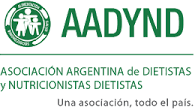 AADYND
ASOCIACIÓN ARGENTINA de DIETISTAS
y NUTRICIONISTAS DIETISTAS
Una asociación, todo el país.